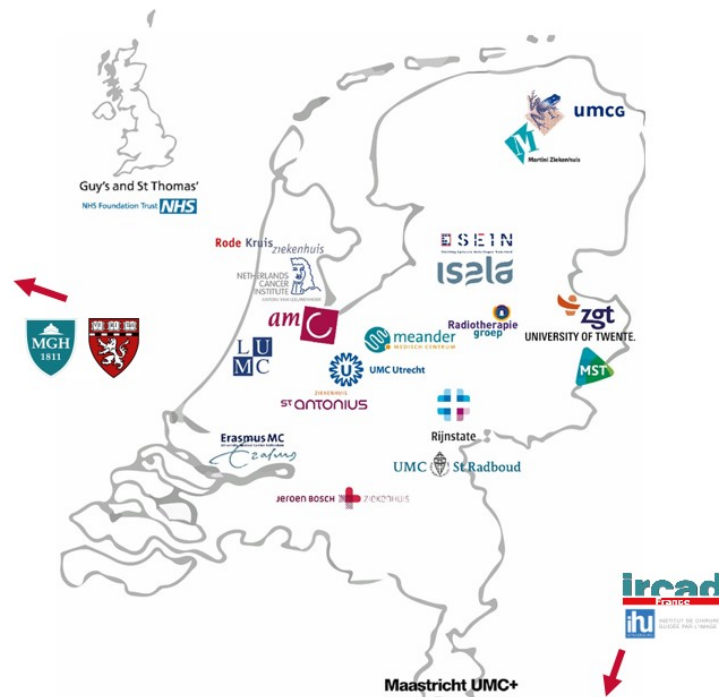 umcg
M
Martini Ziekenhuis
Guy's and St Thomas'
NHS Foundation Trust NHS
Rode Kruis
ziekenhuis
NETHERLANDS
CANCER
INSTITUTE
ANTONI VAN LEEUWENHOEK
SEIN
isala
MGH
1811
amc
LU
MC
meander
MEDISCH CENTRUM
Radiotherapie
groep
zgt
UNIVERSITY OF TWENTE.
MST
U
UMC Utrecht
ZIEKENHUIS
ST ANTONIUS
Rijnstate
Erasmus MC
Erasmus
UMC St Radboud
JEROEN BOSCH ZIEKENHUIS
ircad
France
ihu
INSTITUT DE CHIRURGIE
GUIDÉE PAR L'IMAGE
Maastricht UMC+